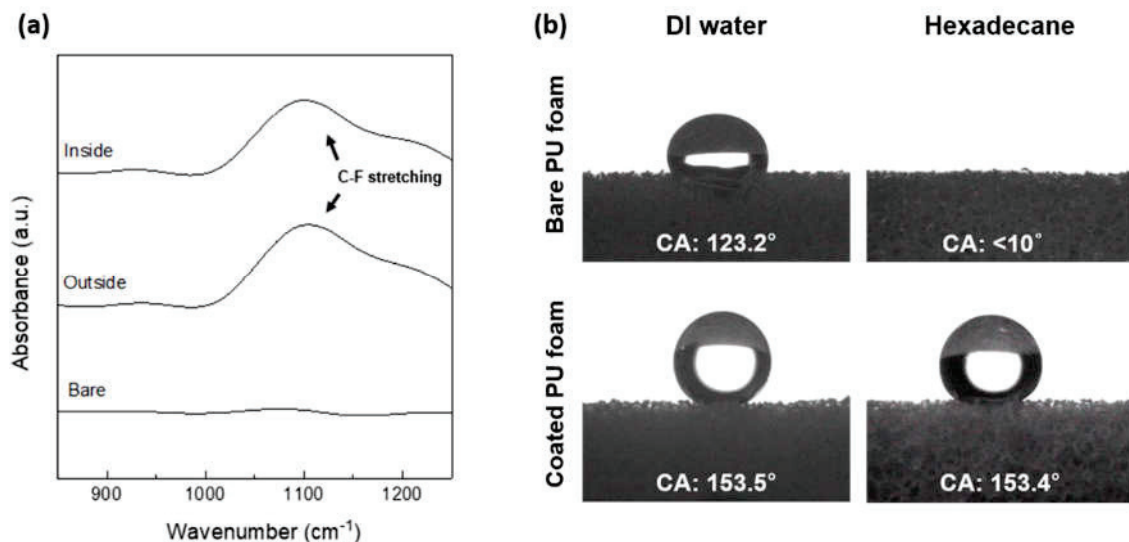 (a)
Absorbance (a.u.)
Inside
C-F stretching
Outside
Bare
900 1000 1100 1200
Wavenumber (cm⁻¹)
(b)
DI water Hexadecane
Bare PU foam
CA: 123.2° CA: <10°
Coated PU foam
CA: 153.5° CA: 153.4°